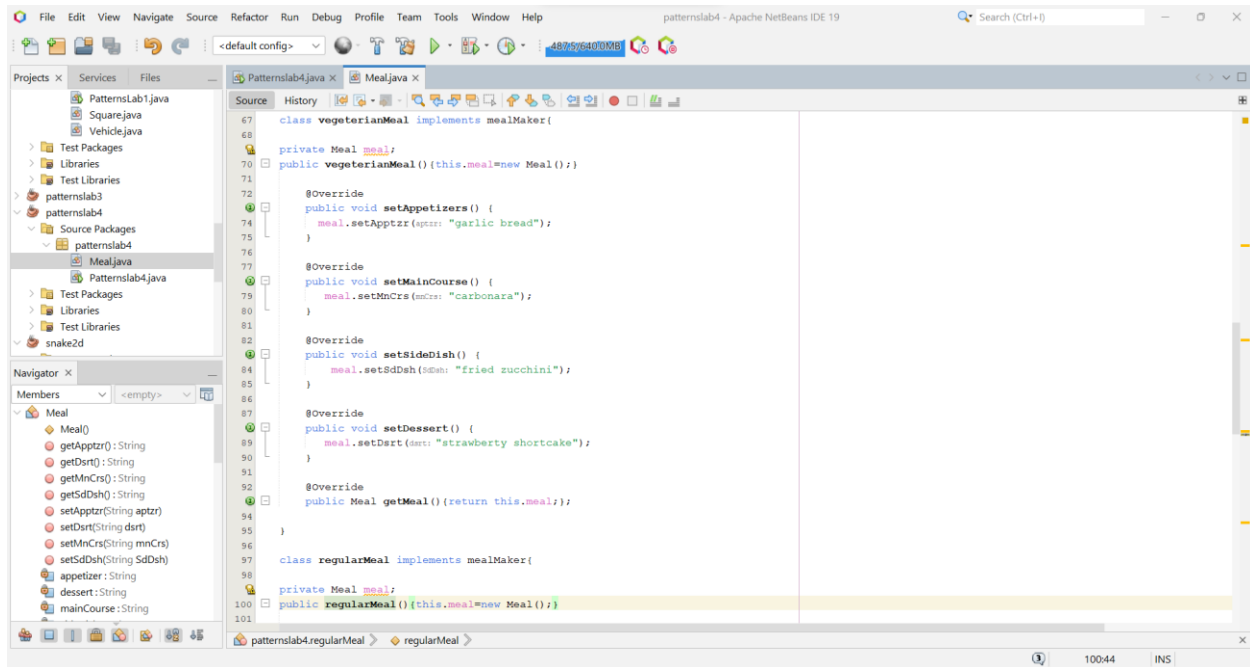 File Edit View Navigate Source Refactor Run Debug Profile Team Tools Window Help patternslab4 - Apache NetBeans IDE 19 Search (Ctrl+I)
<default config> 487.5/640.0MB
Projects Services Files
Patternslab4.java Meal.java
PatternsLab1.java
Square.java
Vehicle.java
Test Packages
Libraries
Test Libraries
patternslab3
patternslab4
Source Packages
patternslab4
Meal.java
Patternslab4.java
Test Packages
Libraries
Test Libraries
snake2d
Navigator
Members <empty>
Meal
Meal()
getApptzr() : String
getDsrt() : String
getMnCrs() : String
getSdDsh() : String
setApptzr(String aptzr)
setDsrt(String dsrt)
setMnCrs(String mnCrs)
setSdDsh(String SdDsh)
appetizer : String
dessert : String
mainCourse : String
Source History
67 class vegeterianMeal implements mealMaker{
68
private Meal meal;
70 public vegeterianMeal(){this.meal=new Meal();}
71
72 @Override
public void setAppetizers() {
74 meal.setApptzr(aptzr: "garlic bread");
75 }
76
77 @Override
public void setMainCourse() {
79 meal.setMnCrs(mnCrs: "carbonara");
80 }
81
82 @Override
public void setSideDish() {
84 meal.setSdDsh(SdDsh: "fried zucchini");
85 }
86
87 @Override
public void setDessert() {
89 meal.setDsrt(dsrt: "strawberty shortcake");
90 }
91
92 @Override
public Meal getMeal(){return this.meal;};
94
95 }
96
97 class regularMeal implements mealMaker{
98
private Meal meal;
100 public regularMeal(){this.meal=new Meal();}
101
patternslab4.regularMeal regularMeal
100:44 INS